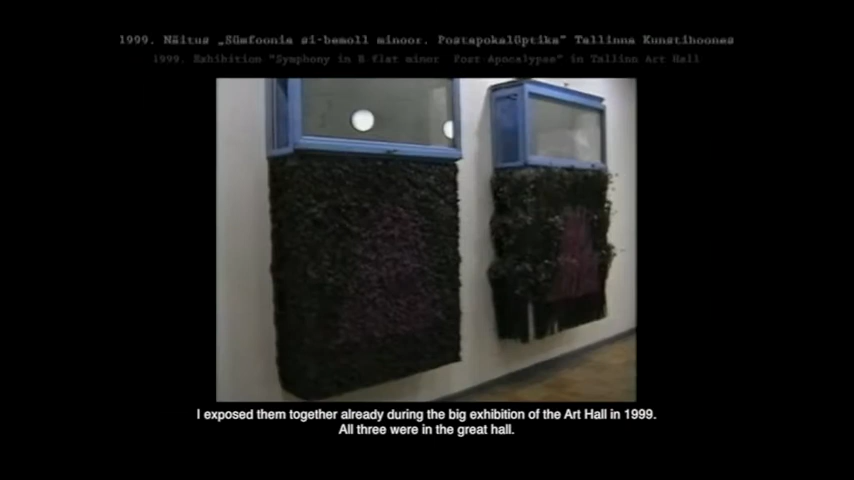 1999. Näitus „Sümfoonia si-bemoll minoor. Postapokalüptika" Tallinna Kunstihoones
1999. Exhibition "Symphony in B flat minor Post Apocalypse" in Tallinn Art Hall
I exposed them together already during the big exhibition of the Art Hall in 1999.
All three were in the great hall.